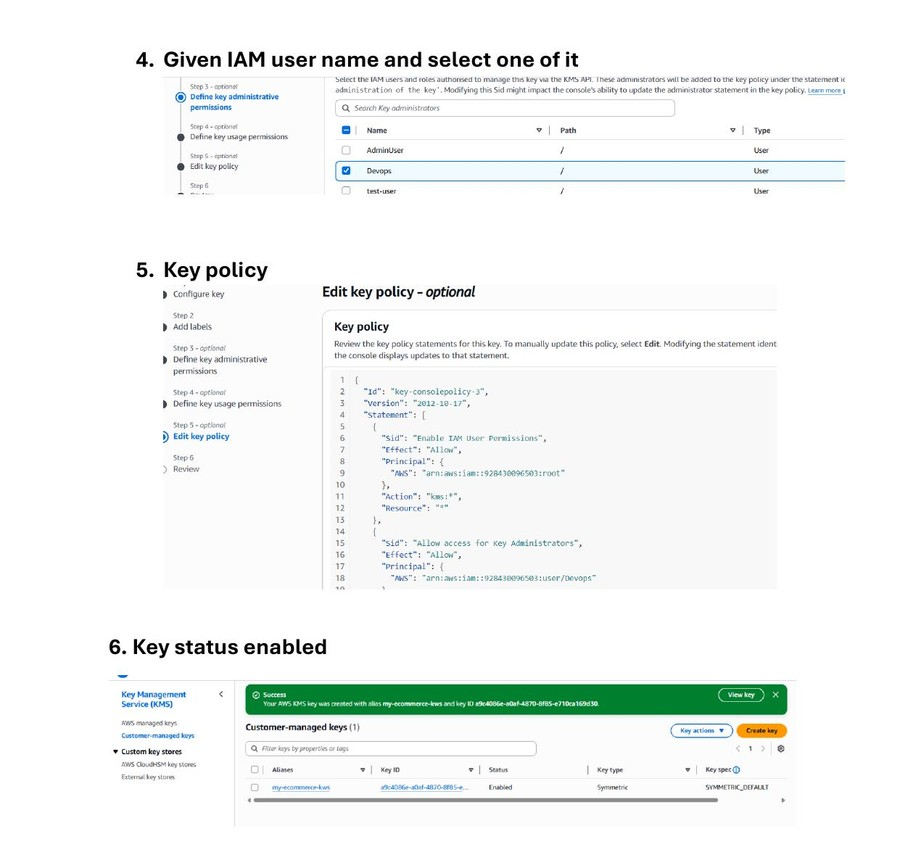 4. Given IAM user name and select one of it
Step 3 - optional
Define key administrative
permissions
Step 4 - optional
Define key usage permissions
Step 5 - optional
Edit key policy
Step 6
Select the IAM users and roles authorised to manage this key via the KMS API. These administrators will be added to the key policy under the statement
administration of the key'. Modifying this Sid might impact the console's ability to update the administrator statement in the key policy. Learn more
Search Key administrators
Name Path Type
AdminUser / User
Devops / User
test-user / User
5. Key policy
Configure key
Step 2
Add labels
Step 3 - optional
Define key administrative
permissions
Step 4 - optional
Define key usage permissions
Step 5 - optional
Edit key policy
Step 6
Review
Edit key policy - optional
Key policy
Review the key policy statements for this key. To manually update this policy, select Edit. Modifying the statement ident
the console displays updates to that statement.
1 {
2 "Id": "key-consolepolicy-3",
3 "Version": "2012-10-17",
4 "Statement": [
5 {
6 "Sid": "Enable IAM User Permissions",
7 "Effect": "Allow",
8 "Principal": {
9 "AWS": "arn:aws:iam::928430096503:root"
10 },
11 "Action": "kms:*",
12 "Resource": "*"
13 },
14 {
15 "Sid": "Allow access for Key Administrators",
16 "Effect": "Allow",
17 "Principal": {
18 "AWS": "arn:aws:iam::928430096503:user/Devops"
6. Key status enabled
Key Management
Service (KMS)
AWS managed keys
Customer-managed keys
Custom key stores
AWS CloudHSM key stores
External key stores
Success
Your AWS KMS key was created with alias my-ecommerce-kws and key ID a9c4086e-a0af-4870-8f85-e710ca169d30.
View key
Customer-managed keys (1)
Key actions
Create key
Filter keys by properties or tags
1
Aliases Key ID Status Key type Key spec
my-ecommerce-kws a9c4086e-a0af-4870-8f85-e... Enabled Symmetric SYMMETRIC_DEFAULT